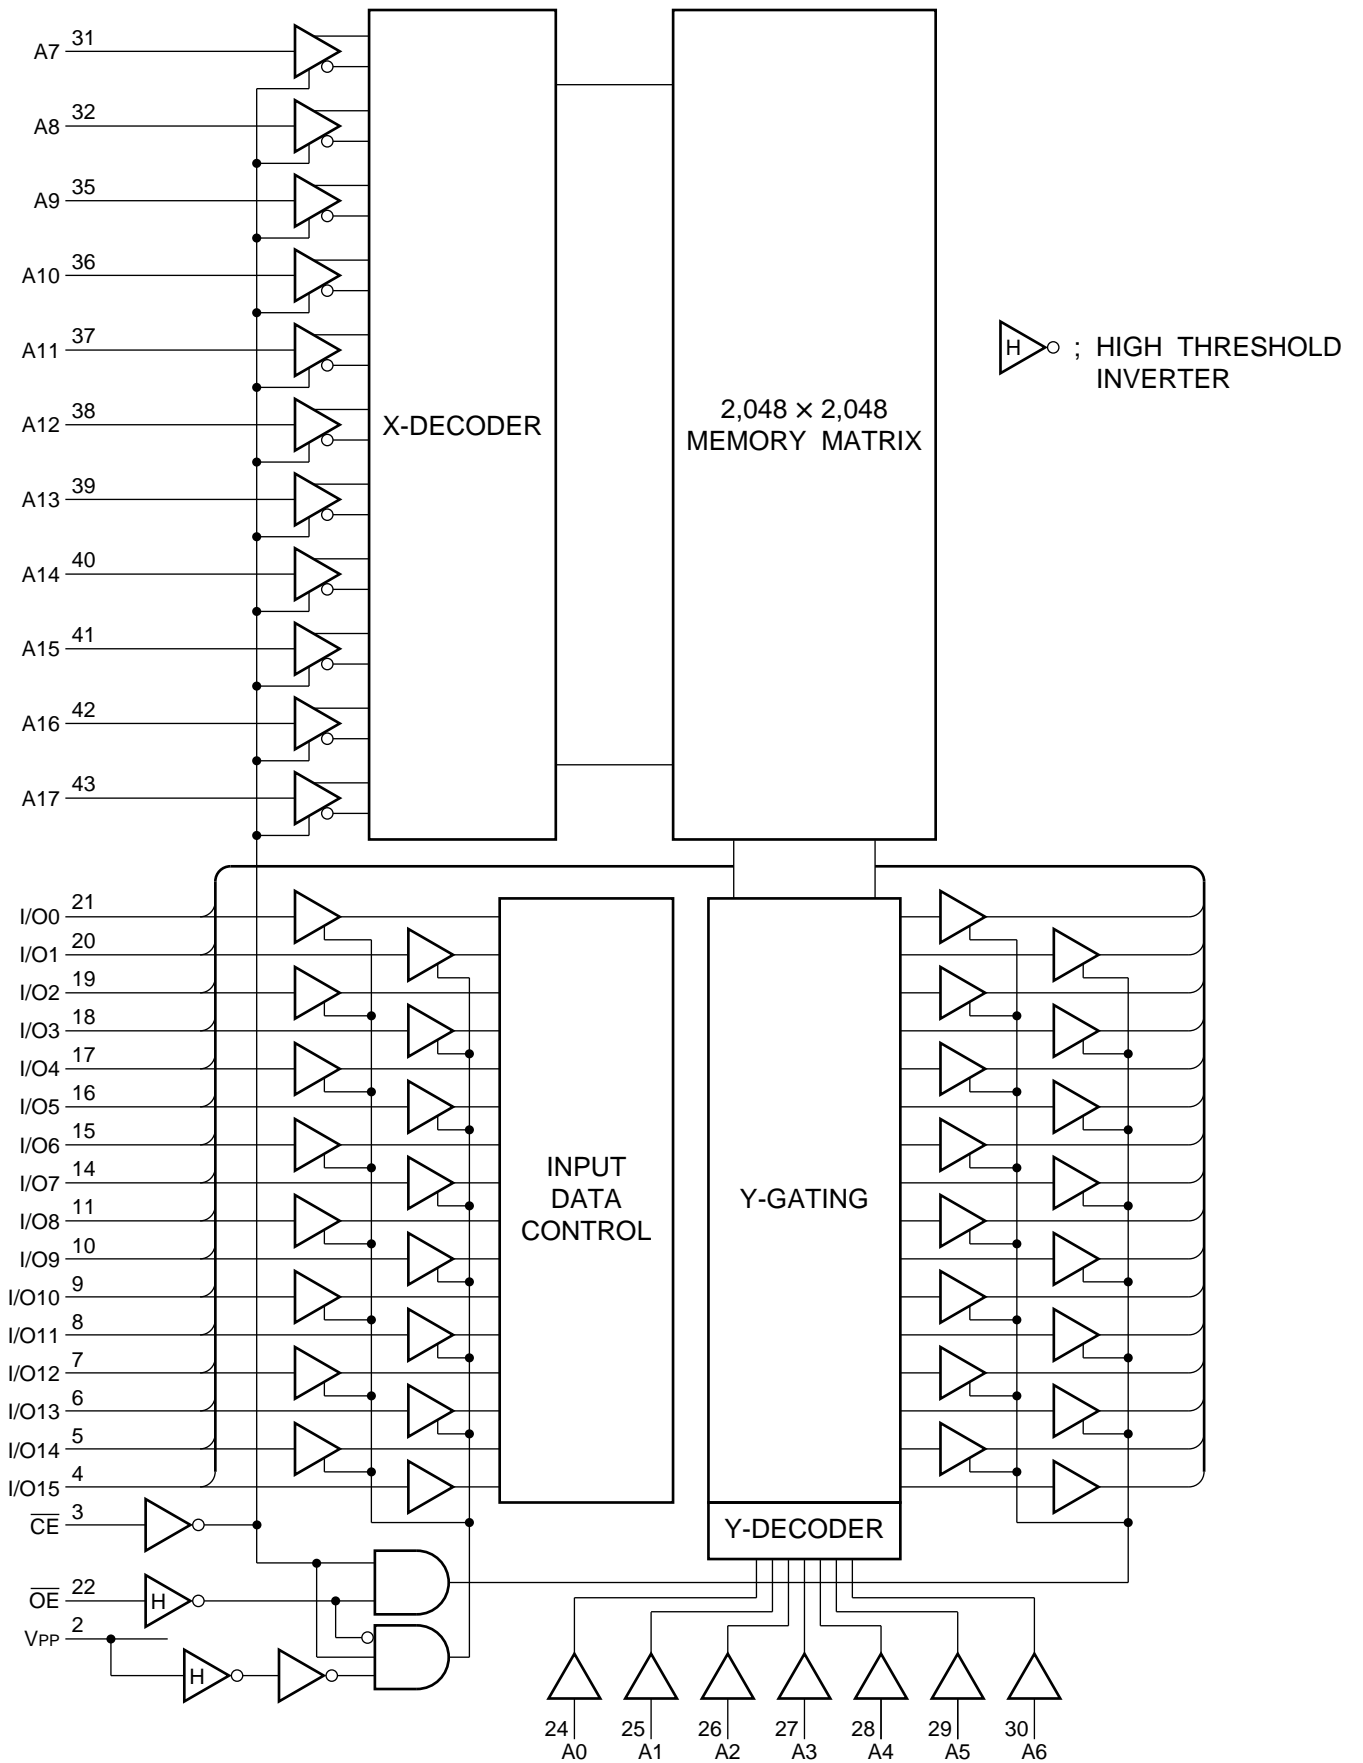 A7 31
A8 32
A9 35
A10 36
A11 37
A12 38
A13 39
A14 40
A15 41
A16 42
A17 43
X-DECODER
2,048 × 2,048
MEMORY MATRIX
H ; HIGH THRESHOLD
INVERTER
I/O0 21
I/O1 20
I/O2 19
I/O3 18
I/O4 17
I/O5 16
I/O6 15
I/O7 14
I/O8 11
I/O9 10
I/O10 9
I/O11 8
I/O12 7
I/O13 6
I/O14 5
I/O15 4
INPUT
DATA
CONTROL
Y-GATING
Y-DECODER
C̅E̅ 3
O̅E̅ 22 H
VPP 2
H
24 25 26 27 28 29 30
A0 A1 A2 A3 A4 A5 A6